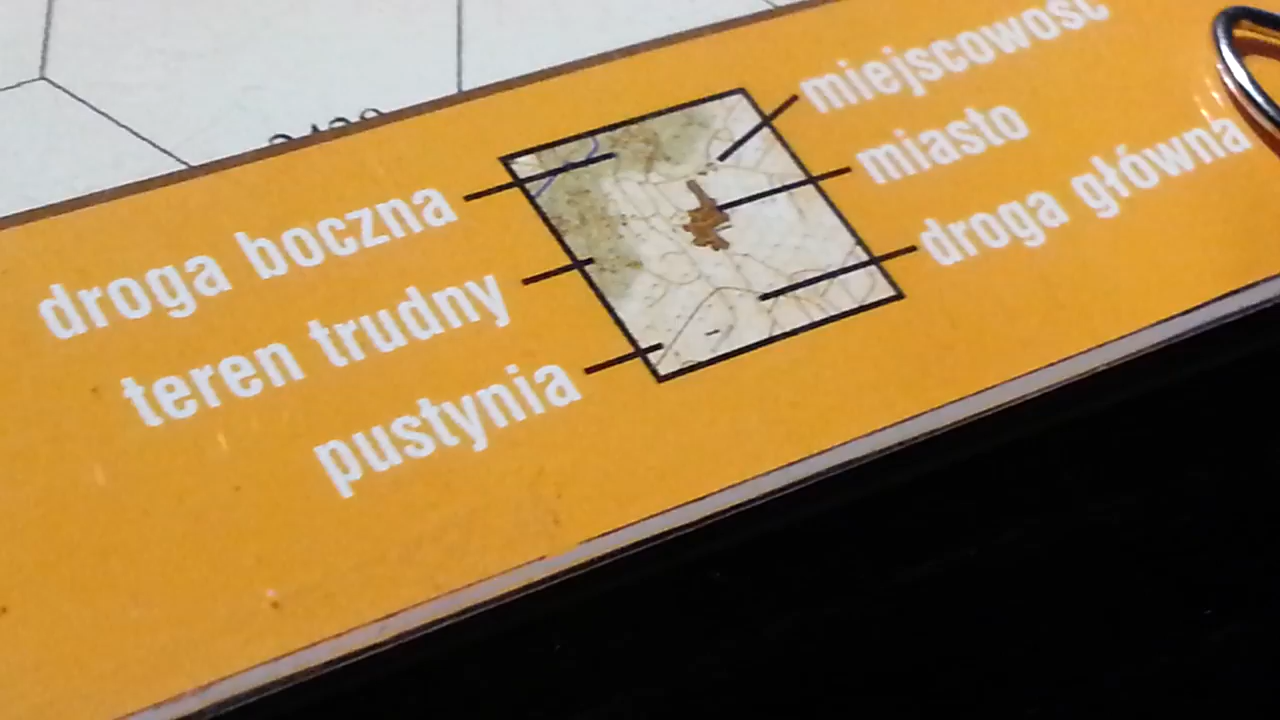 droga boczna
teren trudny
pustynia
miejscowość
miasto
droga główna